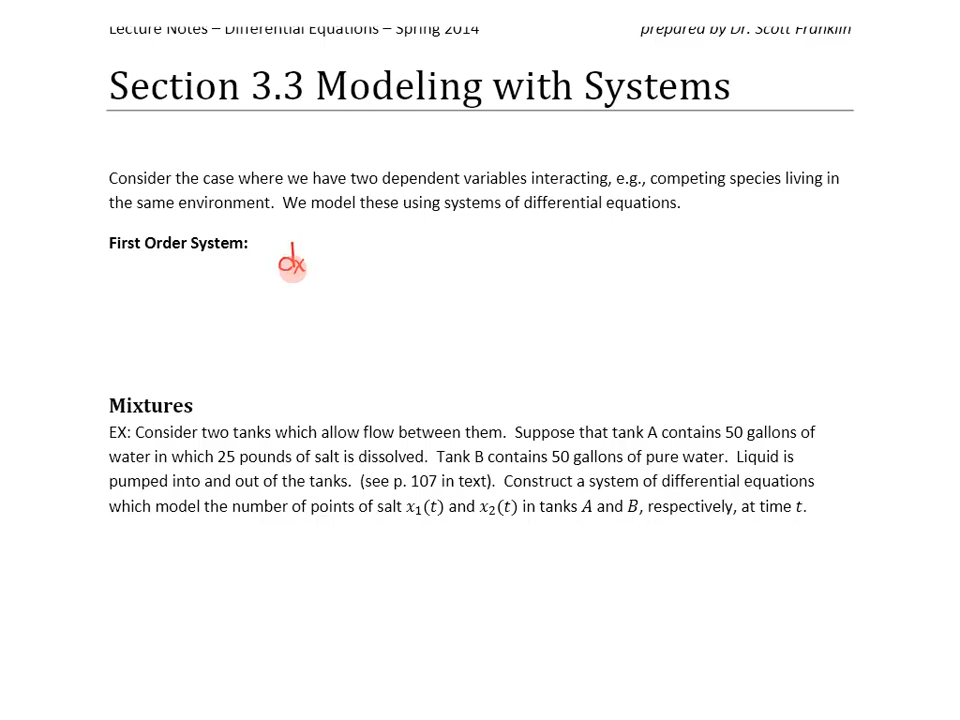 Lecture Notes – Differential Equations – Spring 2014 prepared by Dr. Scott Franklin
Section 3.3 Modeling with Systems
Consider the case where we have two dependent variables interacting, e.g., competing species living in
the same environment.  We model these using systems of differential equations.
First Order System:
dx
Mixtures
EX: Consider two tanks which allow flow between them.  Suppose that tank A contains 50 gallons of
water in which 25 pounds of salt is dissolved.  Tank B contains 50 gallons of pure water.  Liquid is
pumped into and out of the tanks.  (see p. 107 in text).  Construct a system of differential equations
which model the number of points of salt x₁(t) and x₂(t) in tanks A and B, respectively, at time t.